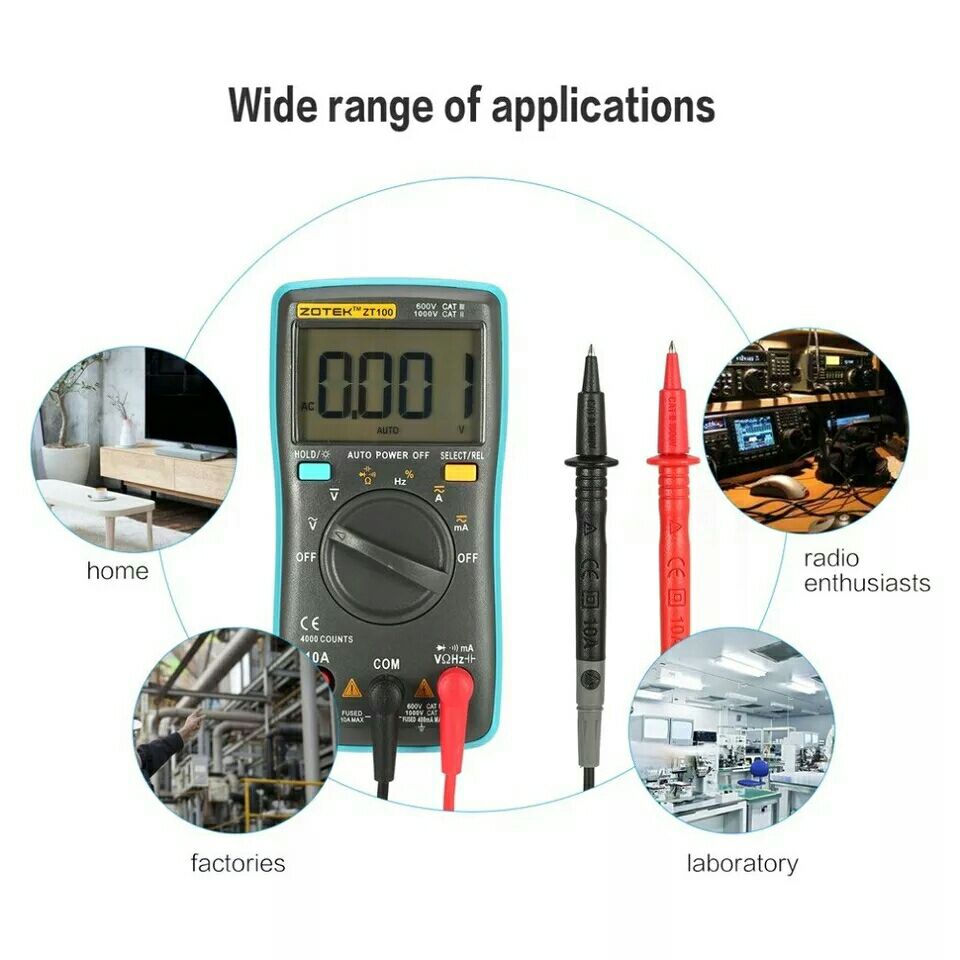 Wide range of applications
ZOTEK™ ZT100
600V CAT III
1000V CAT II
AC 0.001
AUTO V
HOLD/☼ AUTO POWER OFF SELECT/REL
Ω Hz %
V A
V mA
OFF OFF
CE
4000 COUNTS
10A COM mA
VΩHz
FUSED
10A MAX
600V CAT
1000V CAT
FUSED 400mA MA
CE
10A
CE
10A
home
radio
enthusiasts
factories
laboratory